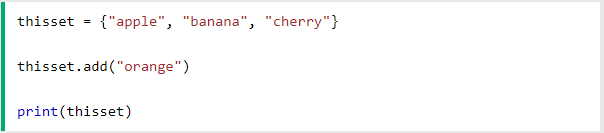 thisset = {"apple", "banana", "cherry"}
thisset.add("orange")
print(thisset)